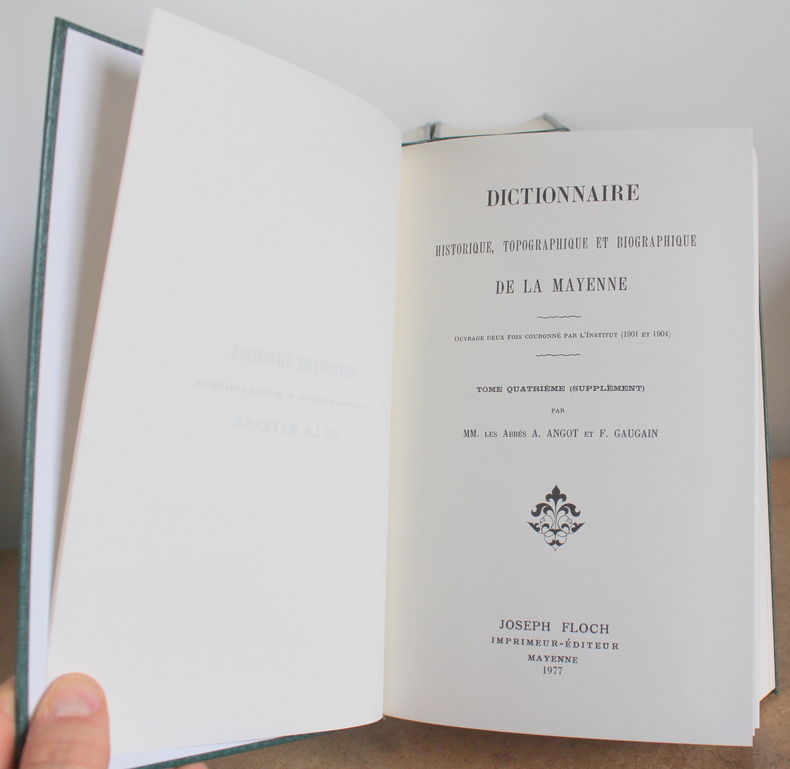 DICTIONNAIRE
HISTORIQUE, TOPOGRAPHIQUE ET BIOGRAPHIQUE
DE LA MAYENNE
OUVRAGE DEUX FOIS COURONNÉ PAR L'INSTITUT (1901 ET 1904)
TOME QUATRIÈME (SUPPLÉMENT)
PAR
MM. LES ABBÉS A. ANGOT ET F. GAUGAIN
JOSEPH FLOCH
IMPRIMEUR-ÉDITEUR
MAYENNE
1977